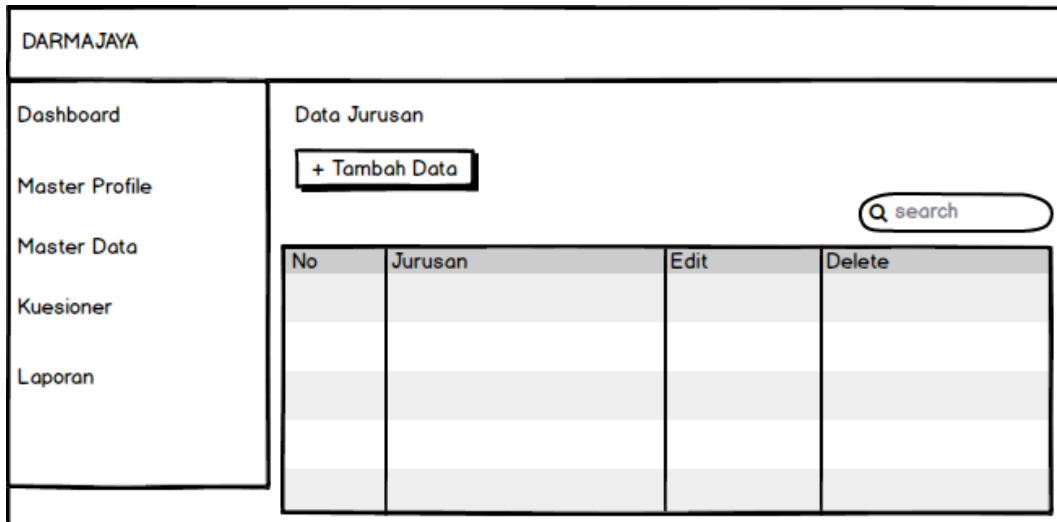 DARMAJAYA
Dashboard
Master Profile
Master Data
Kuesioner
Laporan
Data Jurusan
+ Tambah Data
search
No Jurusan Edit Delete